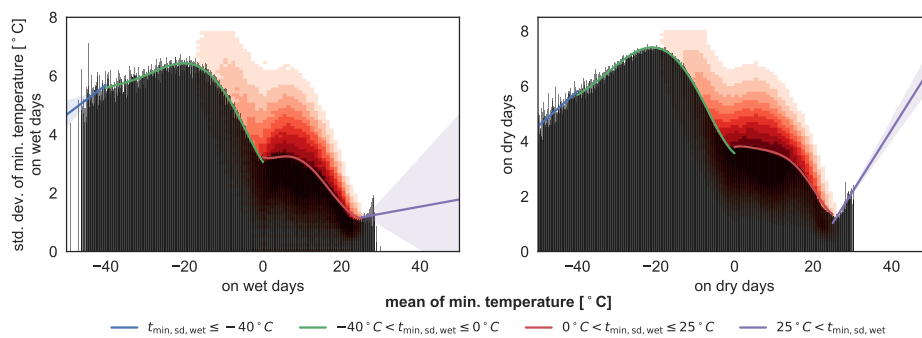 std. dev. of min. temperature [°C]
on wet days
8
6
4
2
0
−40
−20
0
20
40
on wet days
on dry days
8
6
4
2
0
−40
−20
0
20
40
on dry days
mean of min. temperature [°C]
t_min,sd,wet ≤ −40°C
−40°C < t_min,sd,wet ≤ 0°C
0°C < t_min,sd,wet ≤ 25°C
25°C < t_min,sd,wet